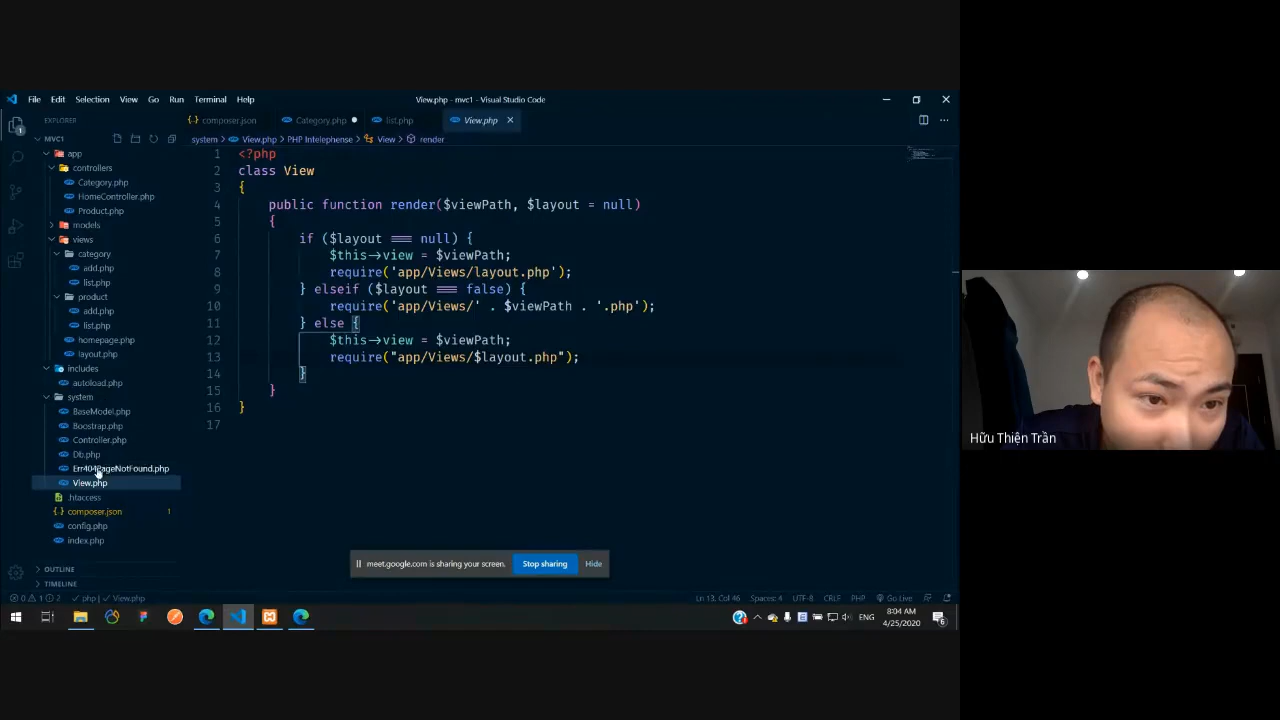 File Edit Selection View Go Run Terminal Help
View.php - mvc1 - Visual Studio Code
EXPLORER
composer.json
Category.php
list.php
View.php
MVC1
system > View.php > PHP Intelephense > View > render
app
controllers
Category.php
HomeController.php
Product.php
models
views
category
add.php
list.php
product
add.php
list.php
homepage.php
layout.php
includes
autoload.php
system
BaseModel.php
Boostrap.php
Controller.php
Db.php
Err404PageNotFound.php
View.php
.htaccess
composer.json 1
config.php
index.php
OUTLINE
TIMELINE
1 <?php
2 class View
3 {
4 public function render($viewPath, $layout = null)
5 {
6 if ($layout === null) {
7 $this->view = $viewPath;
8 require('app/Views/layout.php');
9 } elseif ($layout === false) {
10 require('app/Views/' . $viewPath . '.php');
11 } else {
12 $this->view = $viewPath;
13 require("app/Views/$layout.php");
14 }
15 }
16 }
17
meet.google.com is sharing your screen. Stop sharing Hide
0 1 2 php | View.php
Ln 13, Col 46 Spaces: 4 UTF-8 CRLF PHP Go Live
ENG
8:04 AM
4/25/2020
6
Hữu Thiện Trần